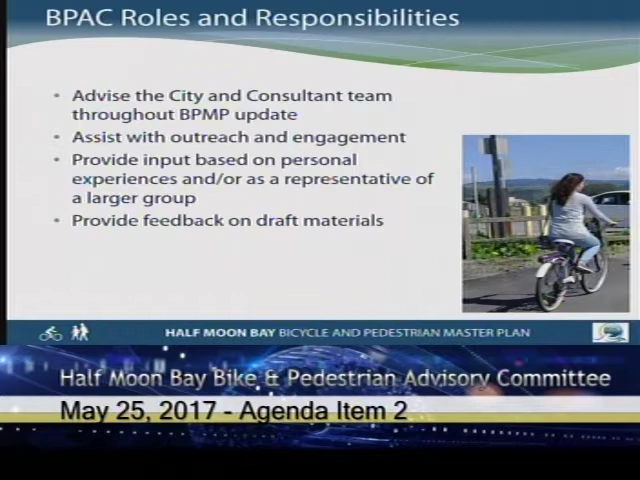 BPAC Roles and Responsibilities
• Advise the City and Consultant team
throughout BPMP update
• Assist with outreach and engagement
• Provide input based on personal
experiences and/or as a representative of
a larger group
• Provide feedback on draft materials
HALF MOON BAY BICYCLE AND PEDESTRIAN MASTER PLAN
Half Moon Bay Bike & Pedestrian Advisory Committee
May 25, 2017 - Agenda Item 2